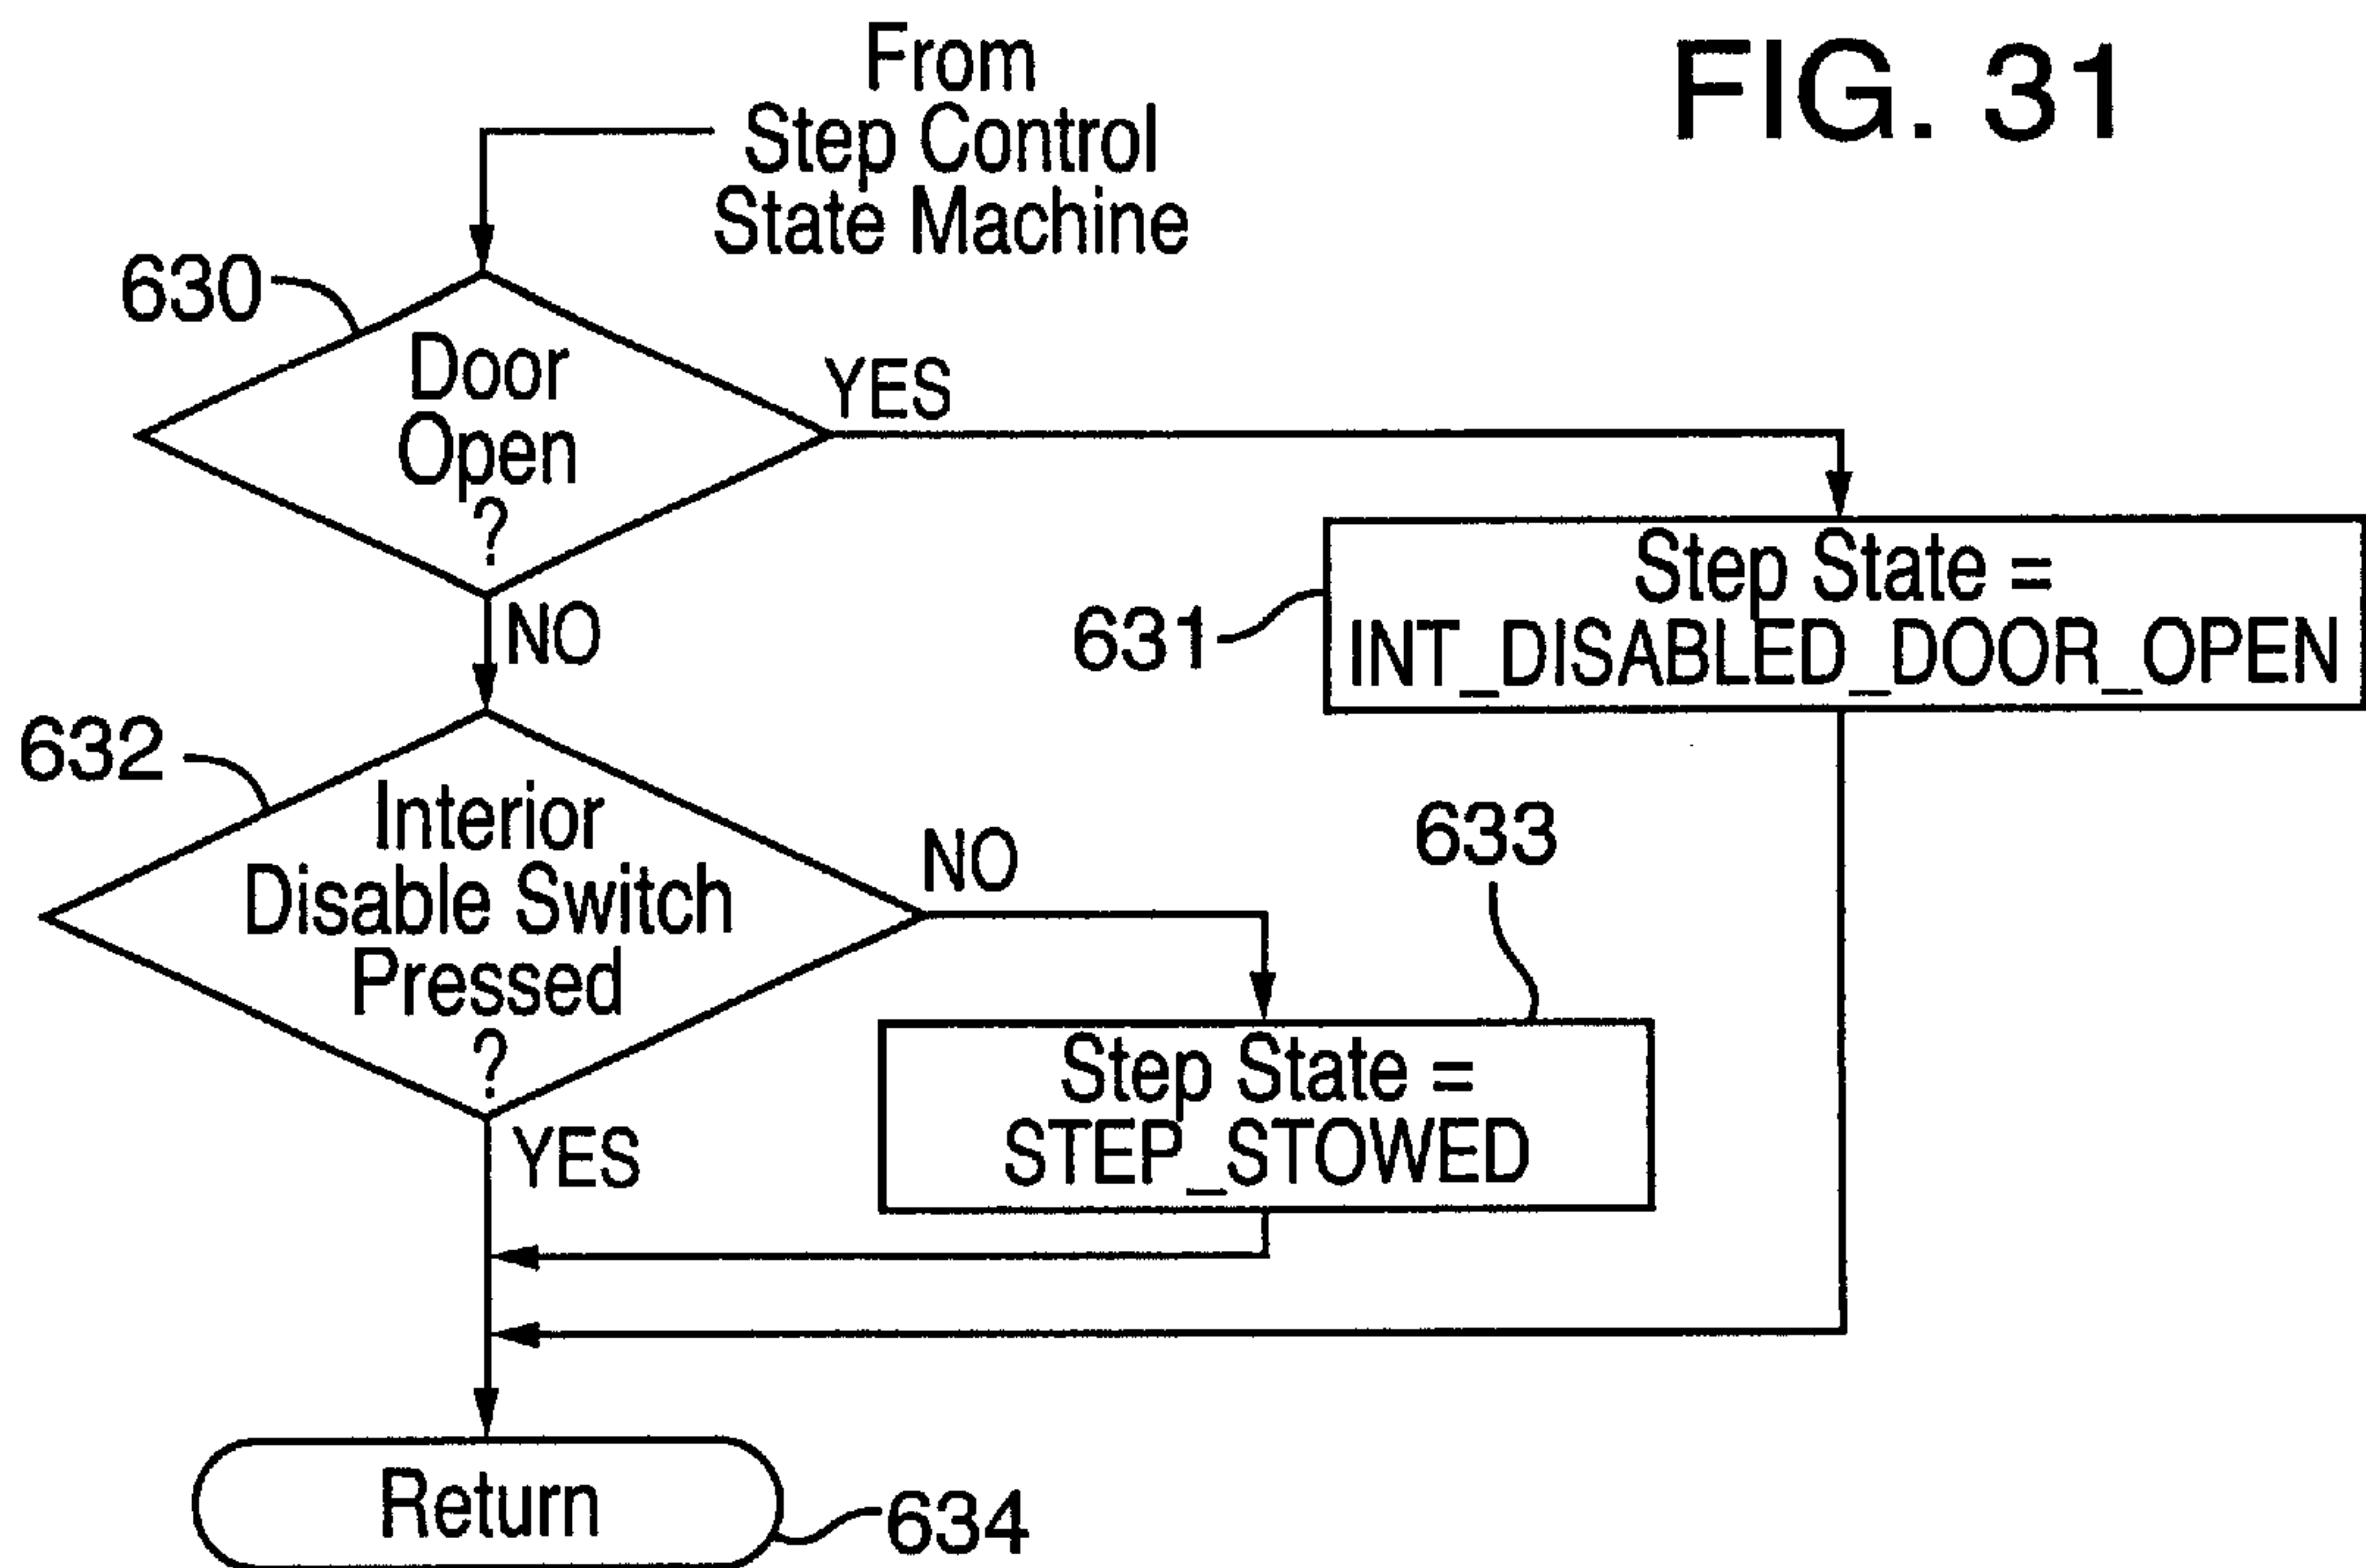 From
Step Control
State Machine
FIG. 31
630
Door
Open
?
YES
NO
Step State =
INT_DISABLED_DOOR_OPEN
631
632
Interior
Disable Switch
Pressed
?
NO
633
Step State =
STEP_STOWED
YES
Return
634